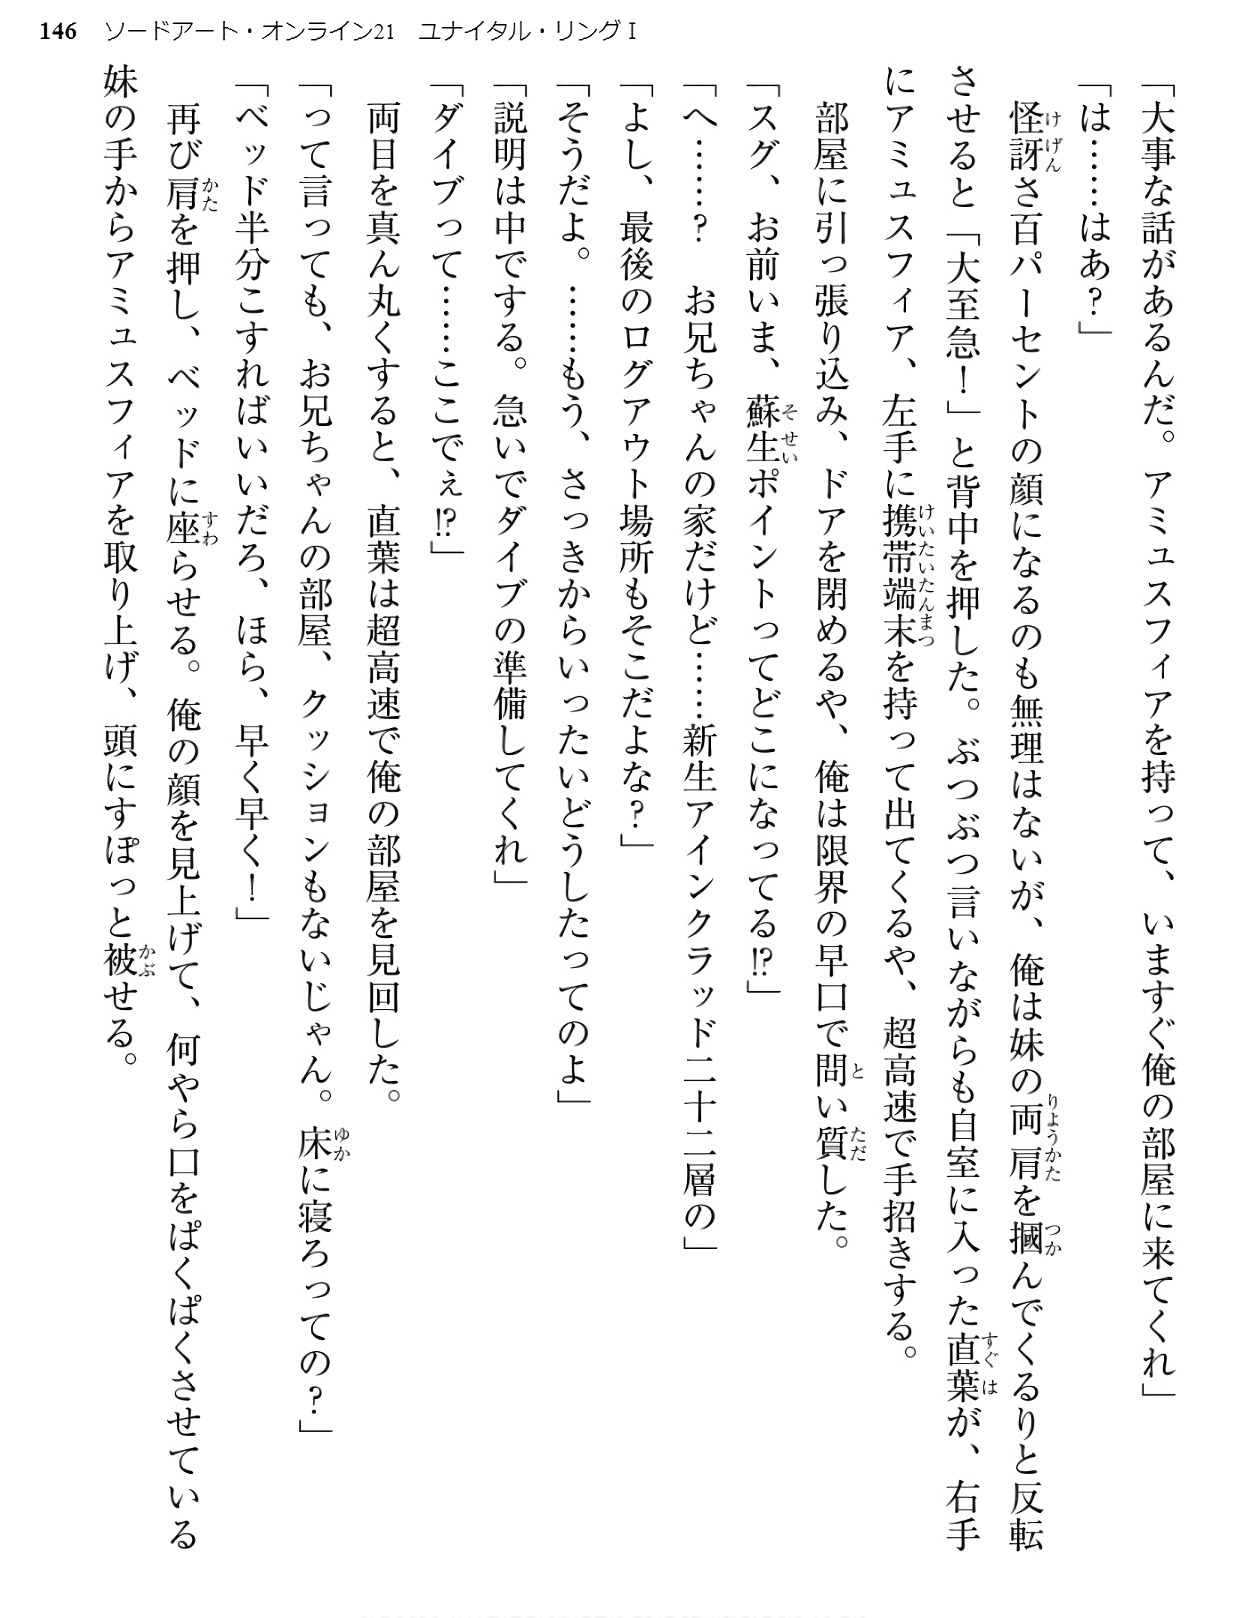 146 ソードアート・オンライン21 ユナイタル・リングⅠ
「大事な話があるんだ。アミュスフィアを持って、いますぐ俺の部屋に来てくれ」
「は……はあ？」
怪訝さ百パーセントの顔になるのも無理はないが、俺は妹の両肩を摑んでくるりと反転
させると「大至急！」と背中を押した。ぶつぶつ言いながらも自室に入った直葉が、右手
にアミュスフィア、左手に携帯端末を持って出てくるや、超高速で手招きする。
部屋に引っ張り込み、ドアを閉めるや、俺は限界の早口で問い質した。
「スグ、お前いま、蘇生ポイントってどこになってる!?」
「へ……？　お兄ちゃんの家だけど……新生アインクラッド二十二層の」
「よし、最後のログアウト場所もそこだよな？」
「そうだよ。……もう、さっきからいったいどうしたってのよ」
「説明は中でする。急いでダイブの準備してくれ」
「ダイブって……ここでぇ!?」
両目を真ん丸くすると、直葉は超高速で俺の部屋を見回した。
「って言っても、お兄ちゃんの部屋、クッションもないじゃん。床に寝ろっての？」
「ベッド半分こすればいいだろ、ほら、早く早く！」
再び肩を押し、ベッドに座らせる。俺の顔を見上げて、何やら口をぱくぱくさせている
妹の手からアミュスフィアを取り上げ、頭にすぽっと被せる。